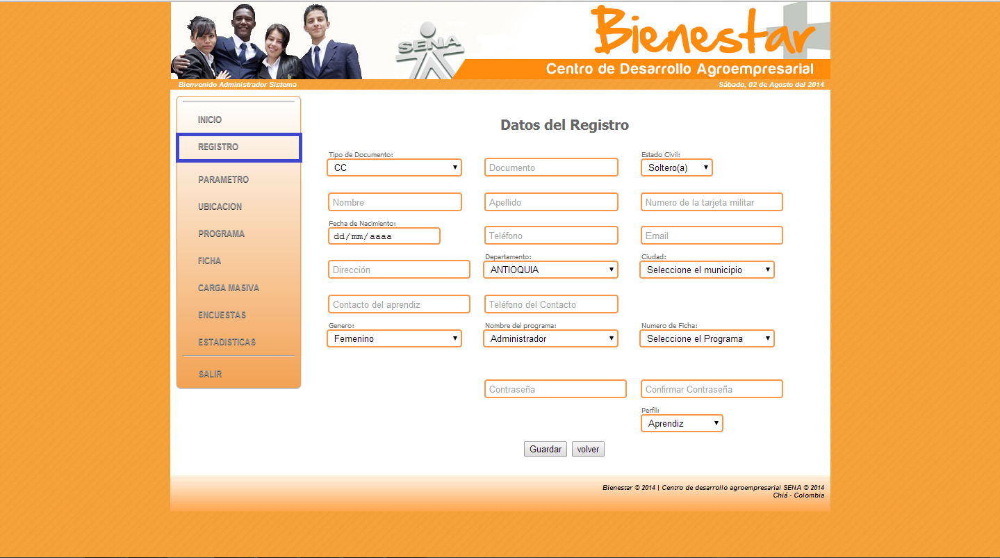 SENA
Bienestar
Centro de Desarrollo Agroempresarial
Bienvenido Administrador Sistema
Sábado, 02 de Agosto del 2014
INICIO
REGISTRO
PARAMETRO
UBICACION
PROGRAMA
FICHA
CARGA MASIVA
ENCUESTAS
ESTADISTICAS
SALIR
Datos del Registro
Tipo de Documento:
CC
Documento
Estado Civil:
Soltero(a)
Nombre
Apellido
Numero de la tarjeta militar
Fecha de Nacimiento:
dd/mm/aaaa
Teléfono
Email
Dirección
Departamento:
ANTIOQUIA
Ciudad:
Seleccione el municipio
Contacto del aprendiz
Teléfono del Contacto
Genero:
Femenino
Nombre del programa:
Administrador
Numero de Ficha:
Seleccione el Programa
Contraseña
Confirmar Contraseña
Perfil:
Aprendiz
Guardar
volver
Bienestar © 2014 | Centro de desarrollo agroempresarial SENA © 2014
Chiá - Colombia